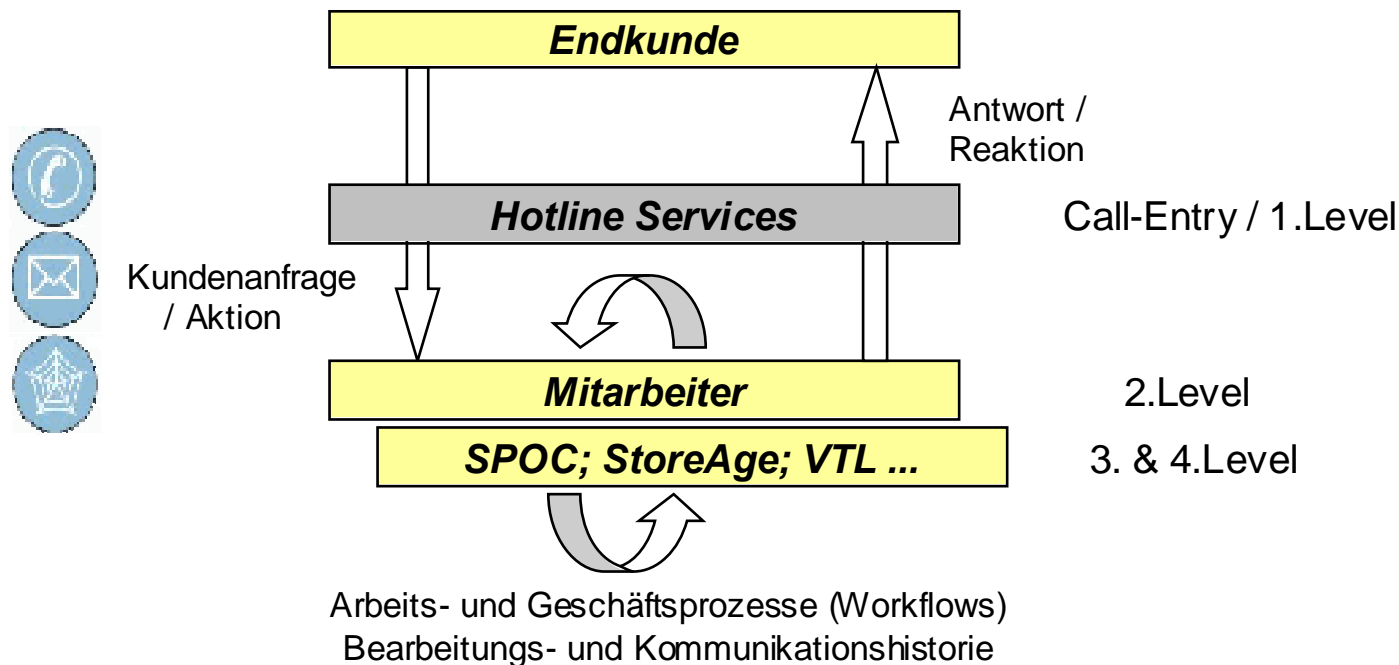 Endkunde
Antwort /
Reaktion
Hotline Services
Call-Entry / 1.Level
Kundenanfrage
/ Aktion
Mitarbeiter
2.Level
SPOC; StoreAge; VTL ...
3. & 4.Level
Arbeits- und Geschäftsprozesse (Workflows)
Bearbeitungs- und Kommunikationshistorie